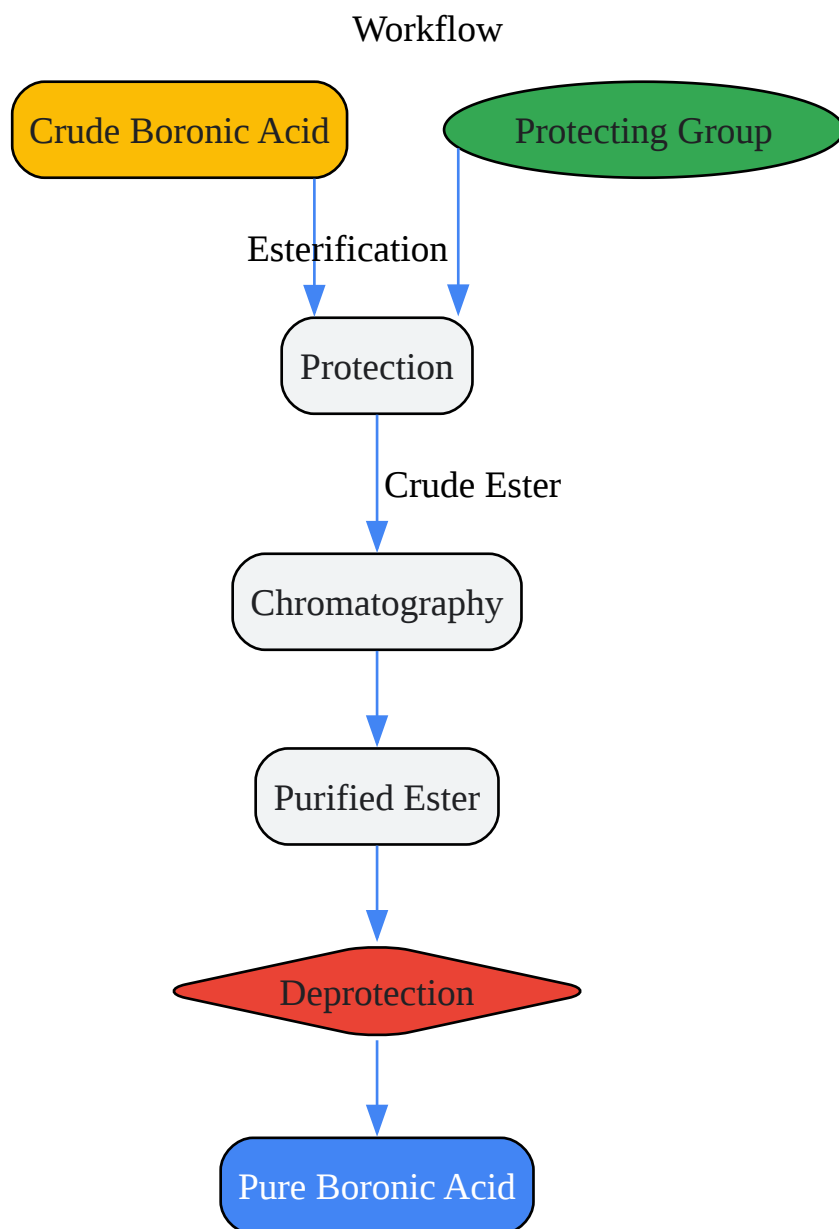 Workflow
Crude Boronic Acid
Protecting Group
Esterification
Protection
Crude Ester
Chromatography
Purified Ester
Deprotection
Pure Boronic Acid